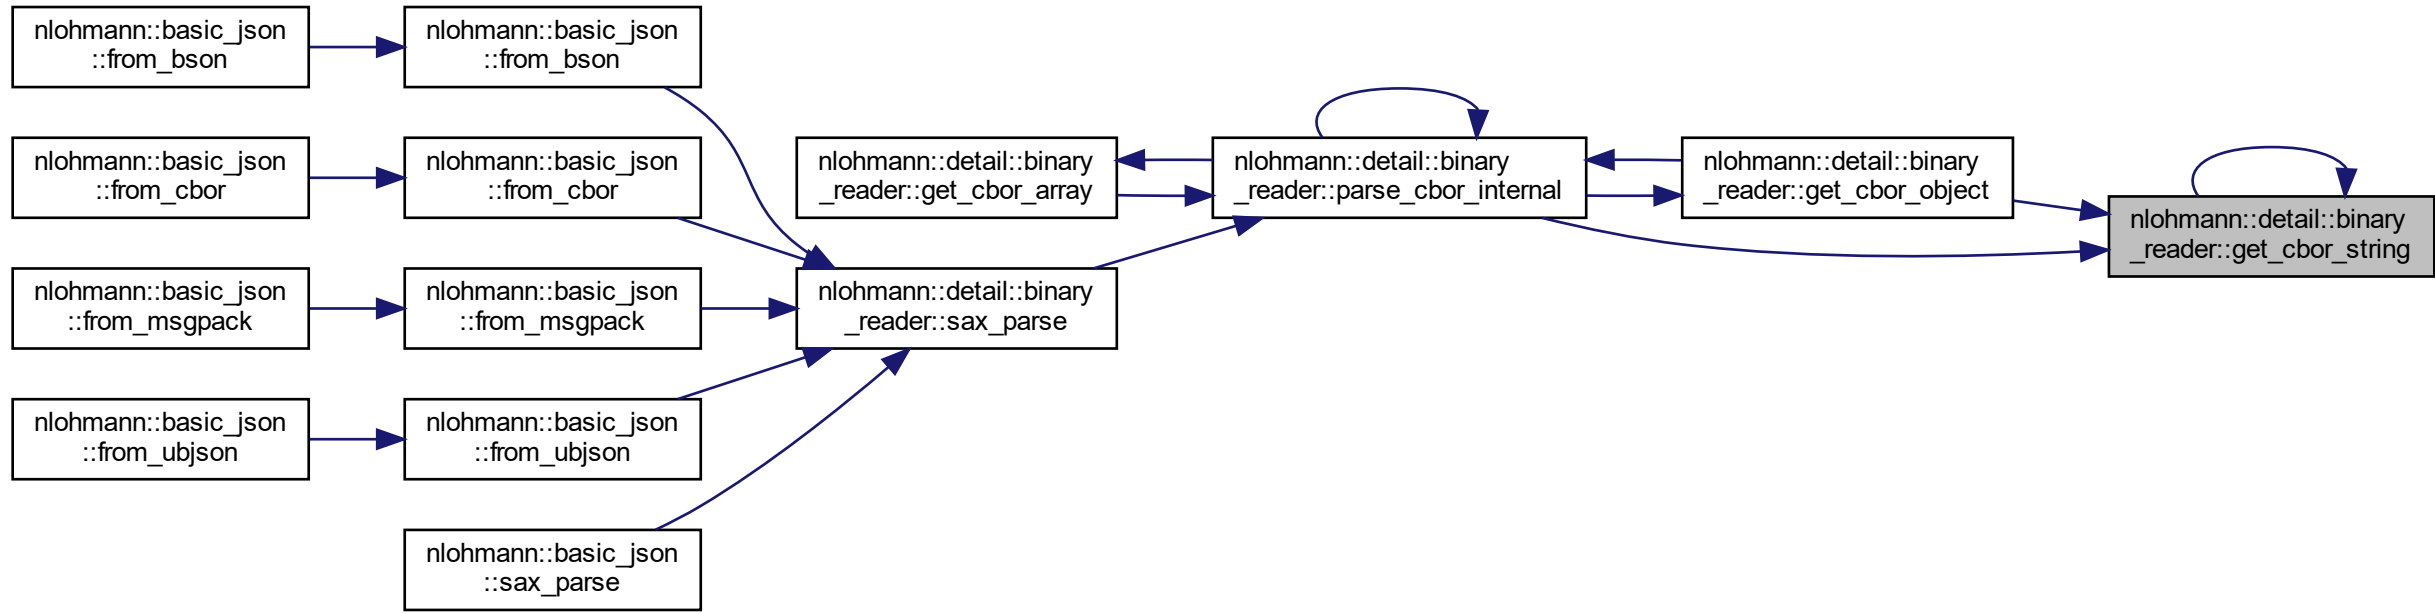 nlohmann::basic_json
::from_bson
nlohmann::basic_json
::from_bson
nlohmann::basic_json
::from_cbor
nlohmann::basic_json
::from_cbor
nlohmann::detail::binary
_reader::get_cbor_array
nlohmann::detail::binary
_reader::parse_cbor_internal
nlohmann::detail::binary
_reader::get_cbor_object
nlohmann::detail::binary
_reader::get_cbor_string
nlohmann::basic_json
::from_msgpack
nlohmann::basic_json
::from_msgpack
nlohmann::detail::binary
_reader::sax_parse
nlohmann::basic_json
::from_ubjson
nlohmann::basic_json
::from_ubjson
nlohmann::basic_json
::sax_parse